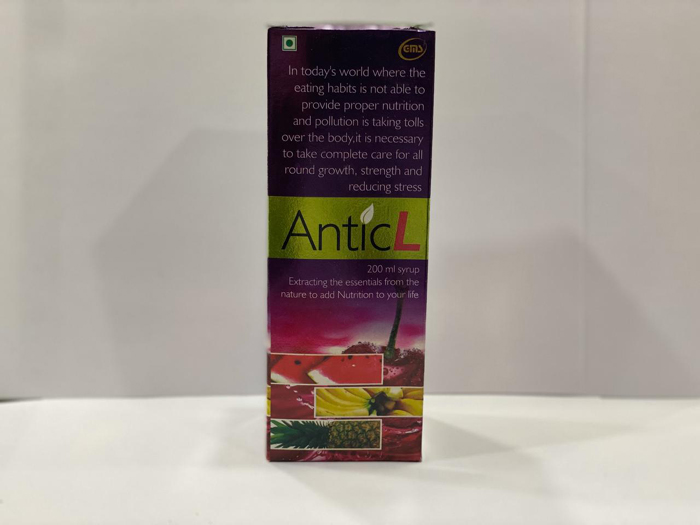 GMS
In today's world where the
eating habits is not able to
provide proper nutrition
and pollution is taking tolls
over the body,it is necessary
to take complete care for all
round growth, strength and
reducing stress
AnticL
200 ml syrup
Extracting the essentials from the
nature to add Nutrition to your life